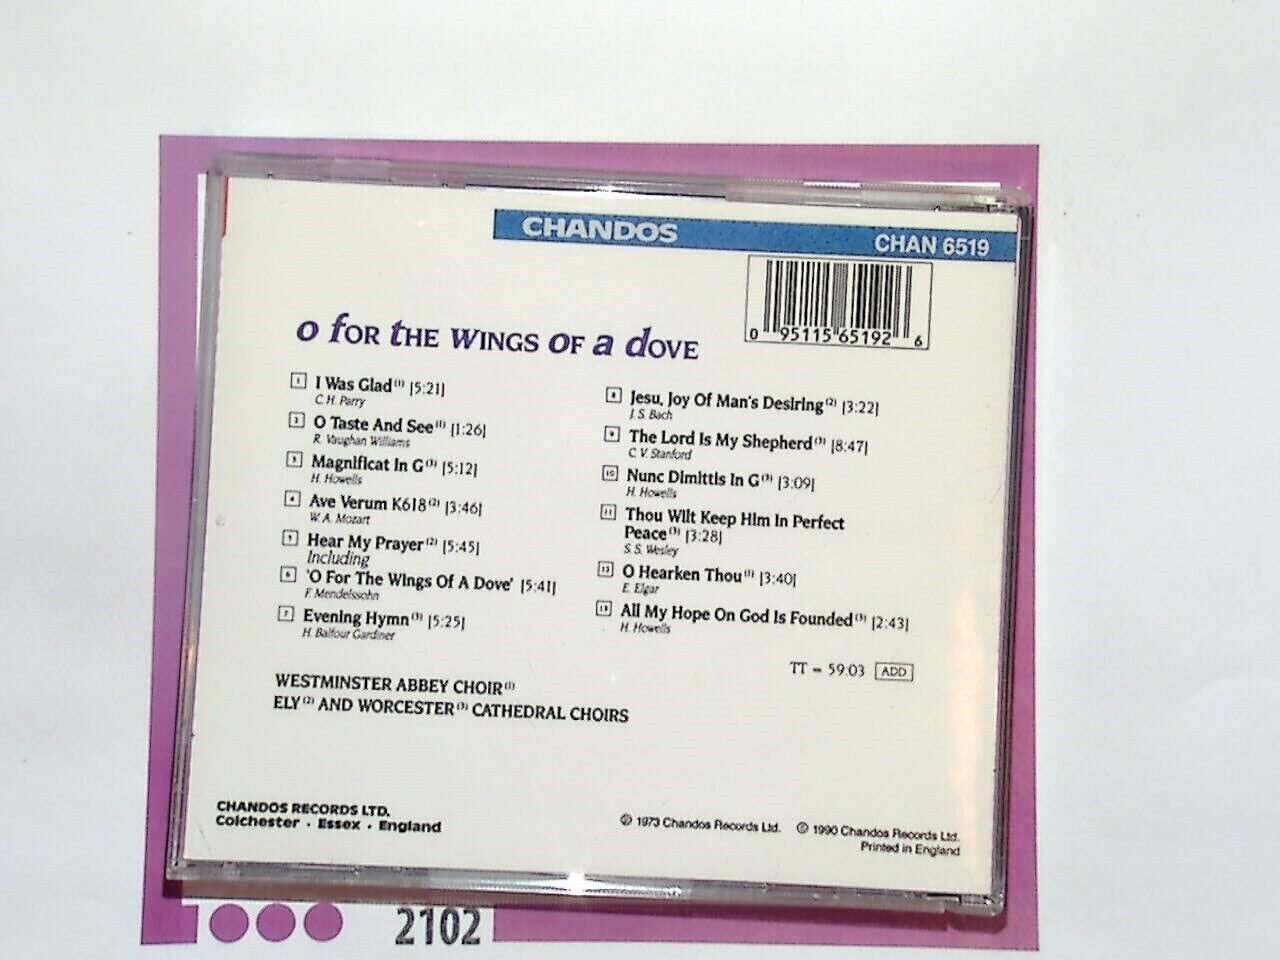 CHANDOS
CHAN 6519
0 95115 65192 6
o for the wings of a dove
1 I Was Glad (1) [5:21]
C. H. Parry
2 O Taste And See (1) [1:26]
R. Vaughan Williams
3 Magnificat In G (3) [5:12]
H. Howells
4 Ave Verum K618 (2) [3:46]
W. A. Mozart
5 Hear My Prayer (2) [5:45]
Including
6 'O For The Wings Of A Dove' [5:41]
F. Mendelssohn
7 Evening Hymn (3) [5:25]
H. Balfour Gardiner
8 Jesu, Joy Of Man's Desiring (2) [3:22]
J. S. Bach
9 The Lord Is My Shepherd (3) [8:47]
C. V. Stanford
10 Nunc Dimittis In G (3) [3:09]
H. Howells
11 Thou Wilt Keep Him In Perfect
Peace (3) [3:28]
S. S. Wesley
12 O Hearken Thou (1) [3:40]
E. Elgar
13 All My Hope On God Is Founded (3) [2:43]
H. Howells
TT = 59:03 ADD
WESTMINSTER ABBEY CHOIR (1)
ELY (2) AND WORCESTER (3) CATHEDRAL CHOIRS
CHANDOS RECORDS LTD.
Colchester · Essex · England
℗ 1973 Chandos Records Ltd. © 1990 Chandos Records Ltd.
Printed in England
2102